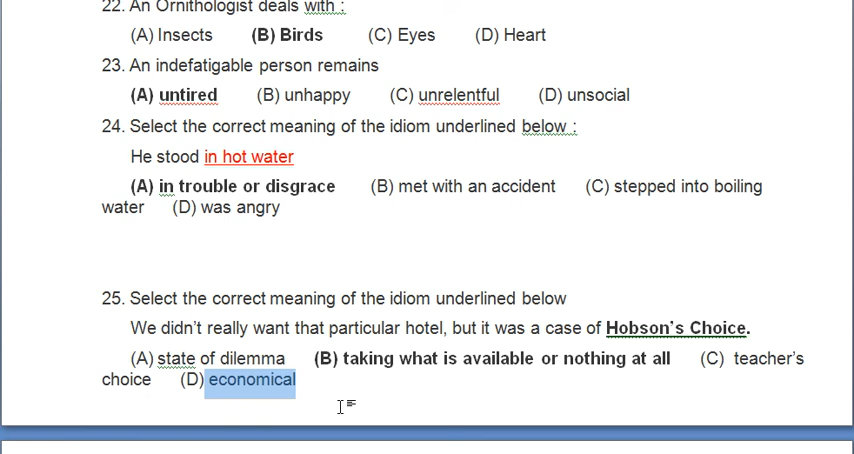 22. An Ornithologist deals with :
(A) Insects (B) Birds (C) Eyes (D) Heart
23. An indefatigable person remains
(A) untired (B) unhappy (C) unrelentful (D) unsocial
24. Select the correct meaning of the idiom underlined below :
He stood in hot water
(A) in trouble or disgrace (B) met with an accident (C) stepped into boiling
water (D) was angry
25. Select the correct meaning of the idiom underlined below
We didn't really want that particular hotel, but it was a case of Hobson's Choice.
(A) state of dilemma (B) taking what is available or nothing at all (C) teacher's
choice (D) economical